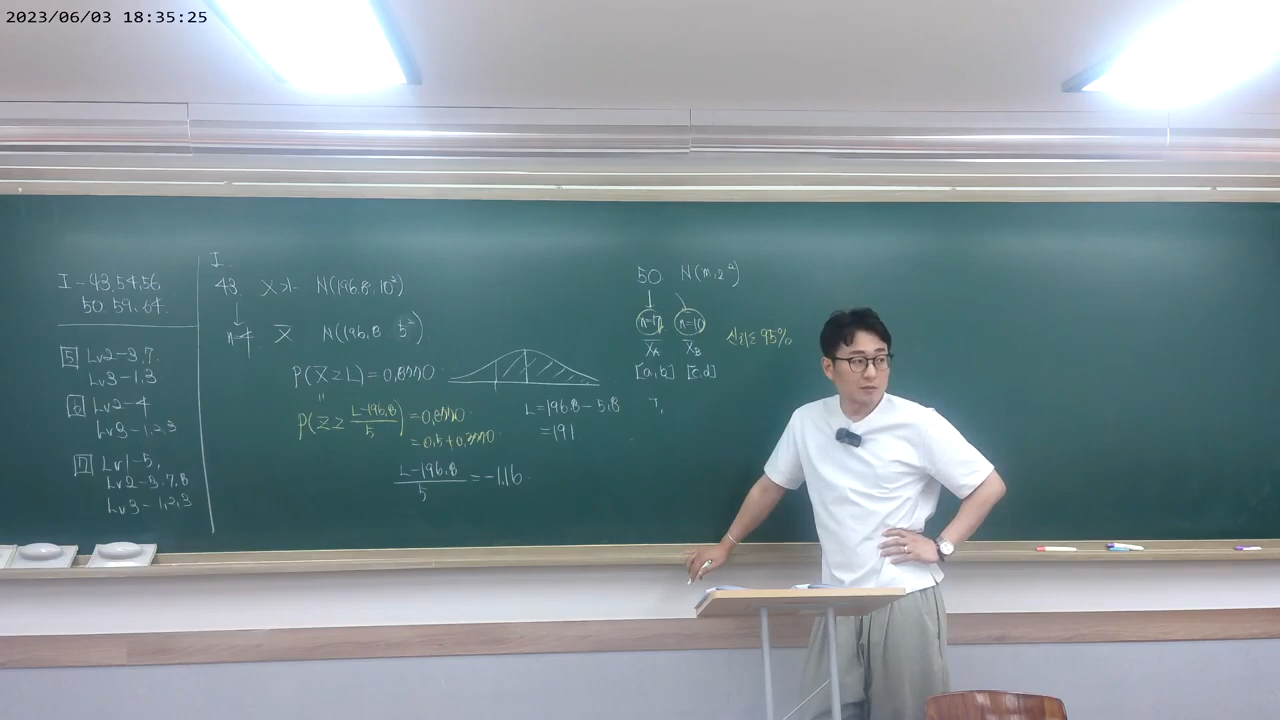 2023/06/03 18:35:25
I-43,54,56
50.59.64.
5 Lv2-3,7.
Lv3-1,3
6 Lv2-4
Lv3-1,2,3
7 Lv1-5,
Lv2-3,7,8
Lv3-1,2,3
I.
43. X가 N(196.8, 10²)
n=4. X̄ N(196.8, 5²)
P(X̄≥L)=0.8770
"
P(Z≥(L-196.8)/5)=0.8770
=0.5+0.3770
(L-196.8)/5=-1.16
L=196.8-5.8
=191
50 N(m, 2²)
n=17 n=10
X̄A X̄B
신뢰도 95%
[a,b] [c,d]
ㄱ,